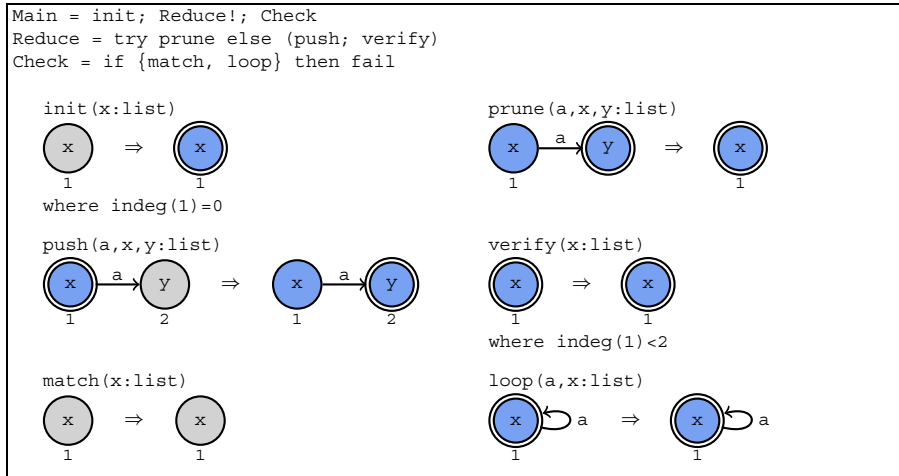 Main = init; Reduce!; Check
Reduce = try prune else (push; verify)
Check = if {match, loop} then fail
init(x:list)
x ⇒ x
1 1
where indeg(1)=0
prune(a,x,y:list)
x a y ⇒ x
1 1
push(a,x,y:list)
x a y ⇒ x a y
1 2 1 2
verify(x:list)
x ⇒ x
1 1
where indeg(1)<2
match(x:list)
x ⇒ x
1 1
loop(a,x:list)
x a ⇒ x a
1 1